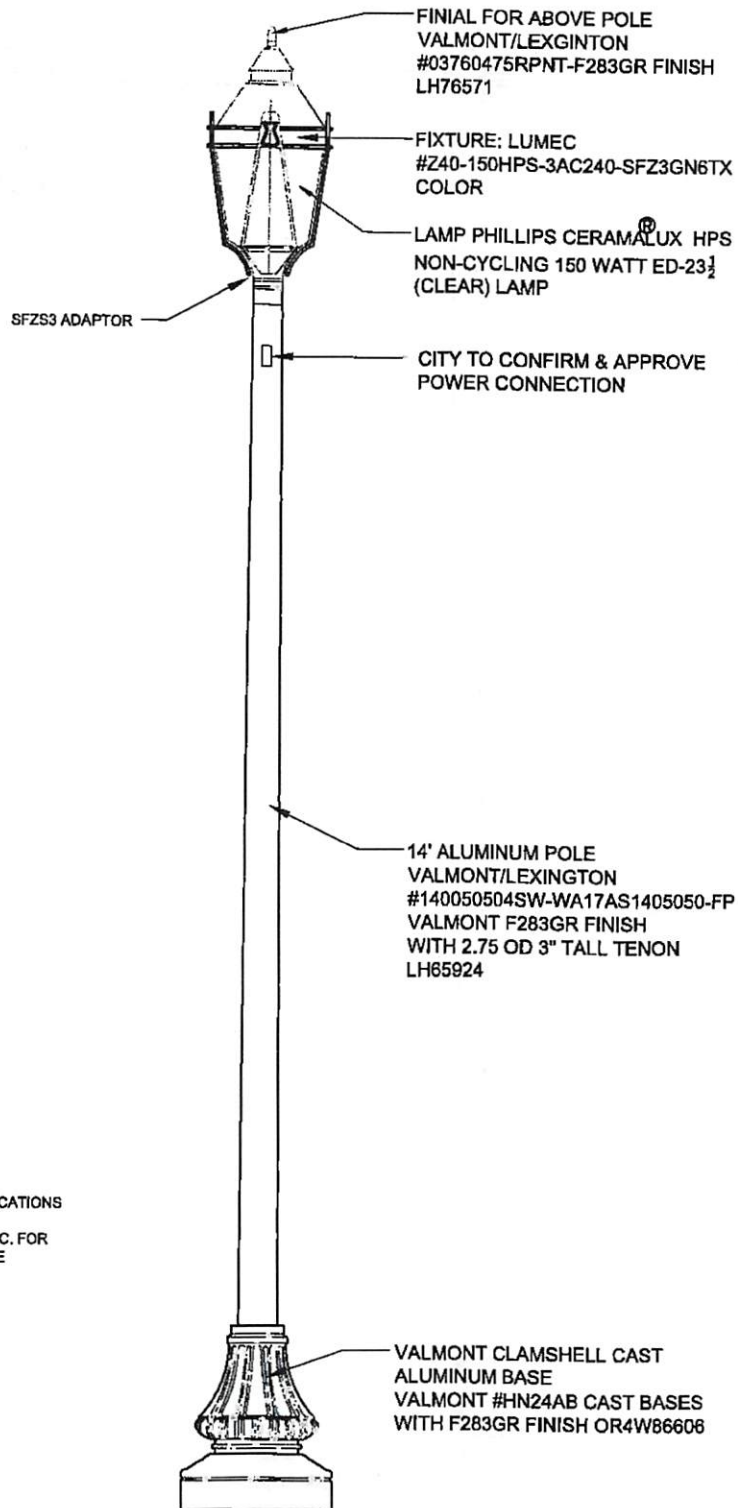 FINIAL FOR ABOVE POLE
VALMONT/LEXGINTON
#03760475RPNT-F283GR FINISH
LH76571
FIXTURE: LUMEC
#Z40-150HPS-3AC240-SFZ3GN6TX
COLOR
LAMP PHILLIPS CERAMALUX ® HPS
NON-CYCLING 150 WATT ED-23½
(CLEAR) LAMP
SFZS3 ADAPTOR
CITY TO CONFIRM & APPROVE
POWER CONNECTION
14' ALUMINUM POLE
VALMONT/LEXINGTON
#140050504SW-WA17AS1405050-FP
VALMONT F283GR FINISH
WITH 2.75 OD 3" TALL TENON
LH65924
CATIONS
C. FOR
E
VALMONT CLAMSHELL CAST
ALUMINUM BASE
VALMONT #HN24AB CAST BASES
WITH F283GR FINISH OR4W86606